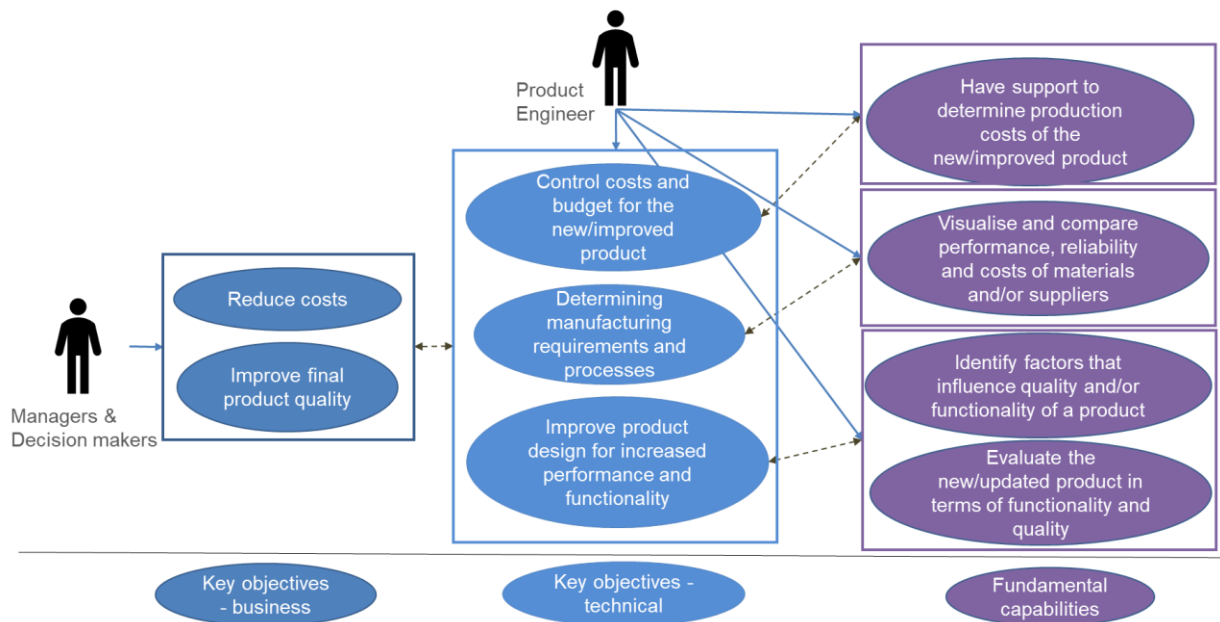 Product
Engineer
Have support to
determine production
costs of the
new/improved product
Control costs and
budget for the
new/improved
product
Visualise and compare
performance, reliability
and costs of materials
and/or suppliers
Reduce costs
Determining
manufacturing
requirements and
processes
Improve final
product quality
Identify factors that
influence quality and/or
functionality of a product
Managers &
Decision makers
Improve product
design for increased
performance and
functionality
Evaluate the
new/updated product in
terms of functionality and
quality
Key objectives
- business
Key objectives -
technical
Fundamental
capabilities